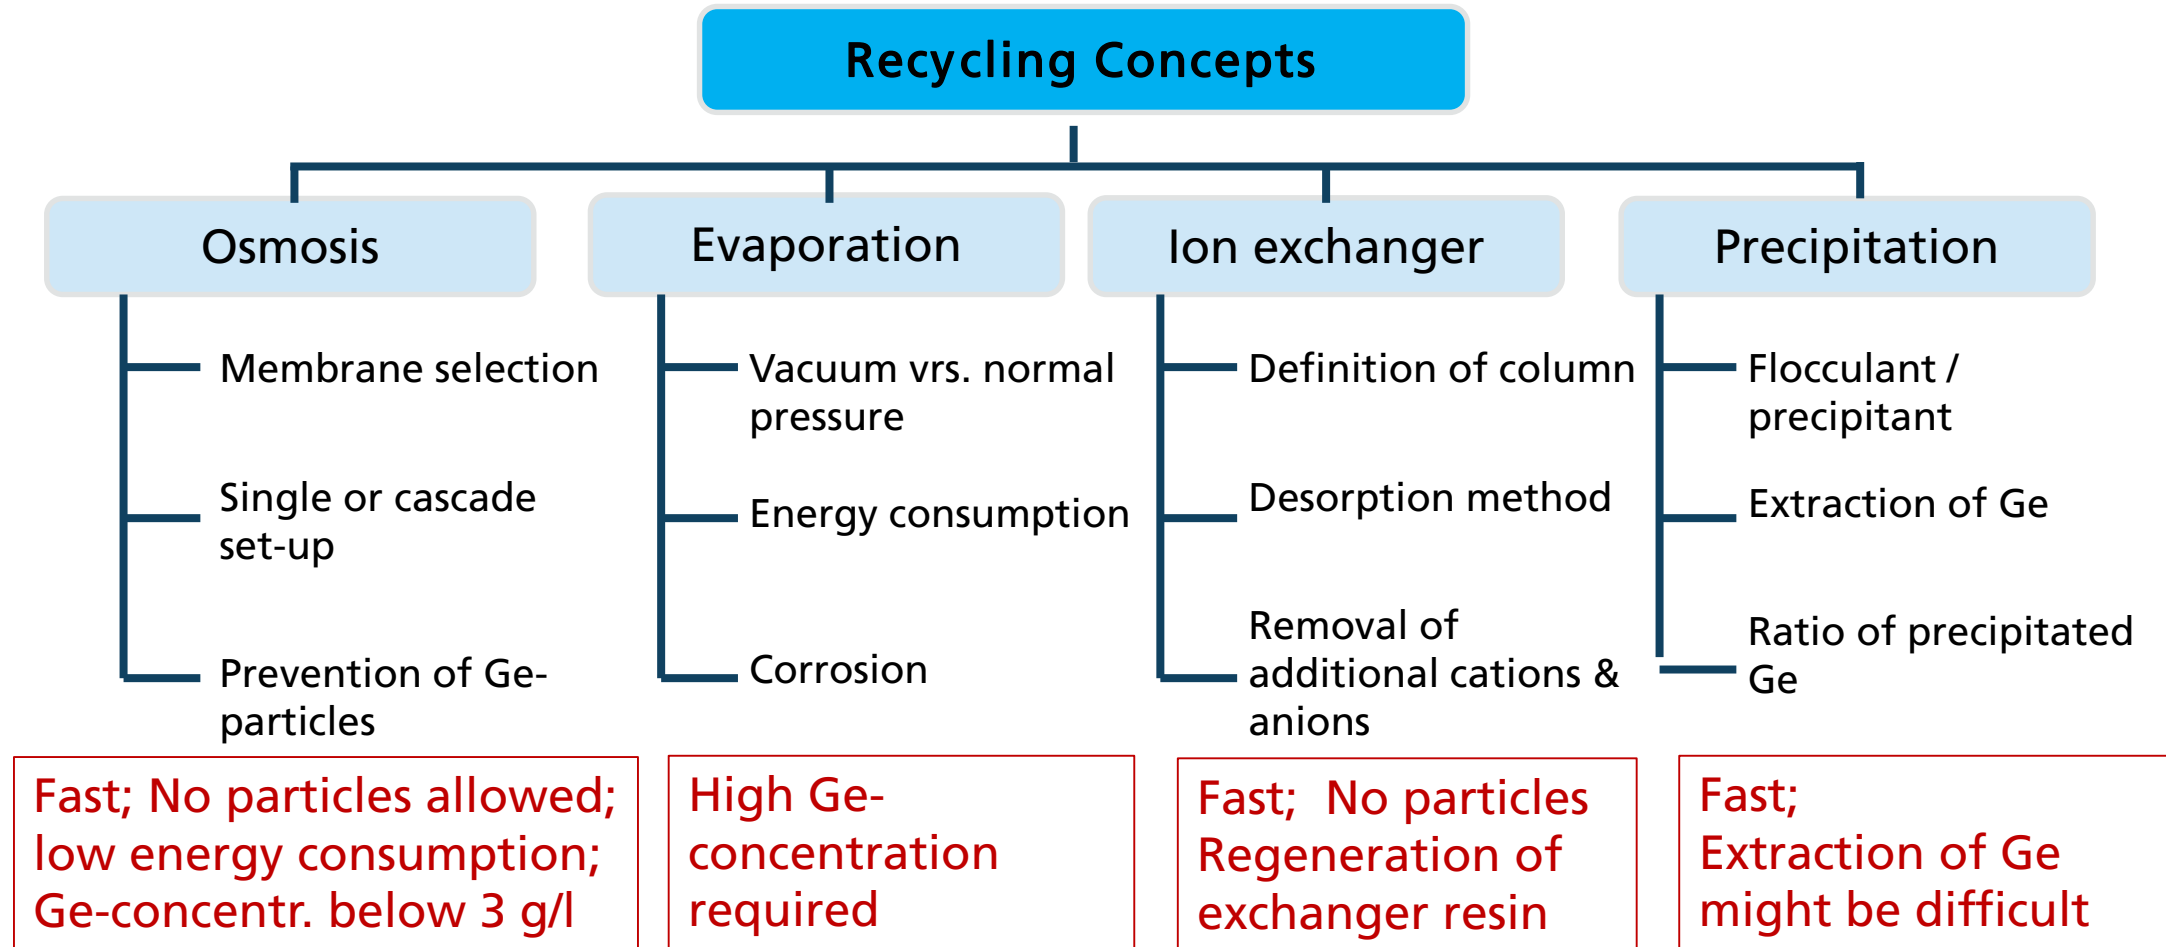 Recycling Concepts
Osmosis
Membrane selection
Single or cascade
set-up
Prevention of Ge-
particles
Fast; No particles allowed;
low energy consumption;
Ge-concentr. below 3 g/l
Evaporation
Vacuum vrs. normal
pressure
Energy consumption
Corrosion
High Ge-
concentration
required
Ion exchanger
Definition of column
Desorption method
Removal of
additional cations &
anions
Fast; No particles
Regeneration of
exchanger resin
Precipitation
Flocculant /
precipitant
Extraction of Ge
Ratio of precipitated
Ge
Fast;
Extraction of Ge
might be difficult